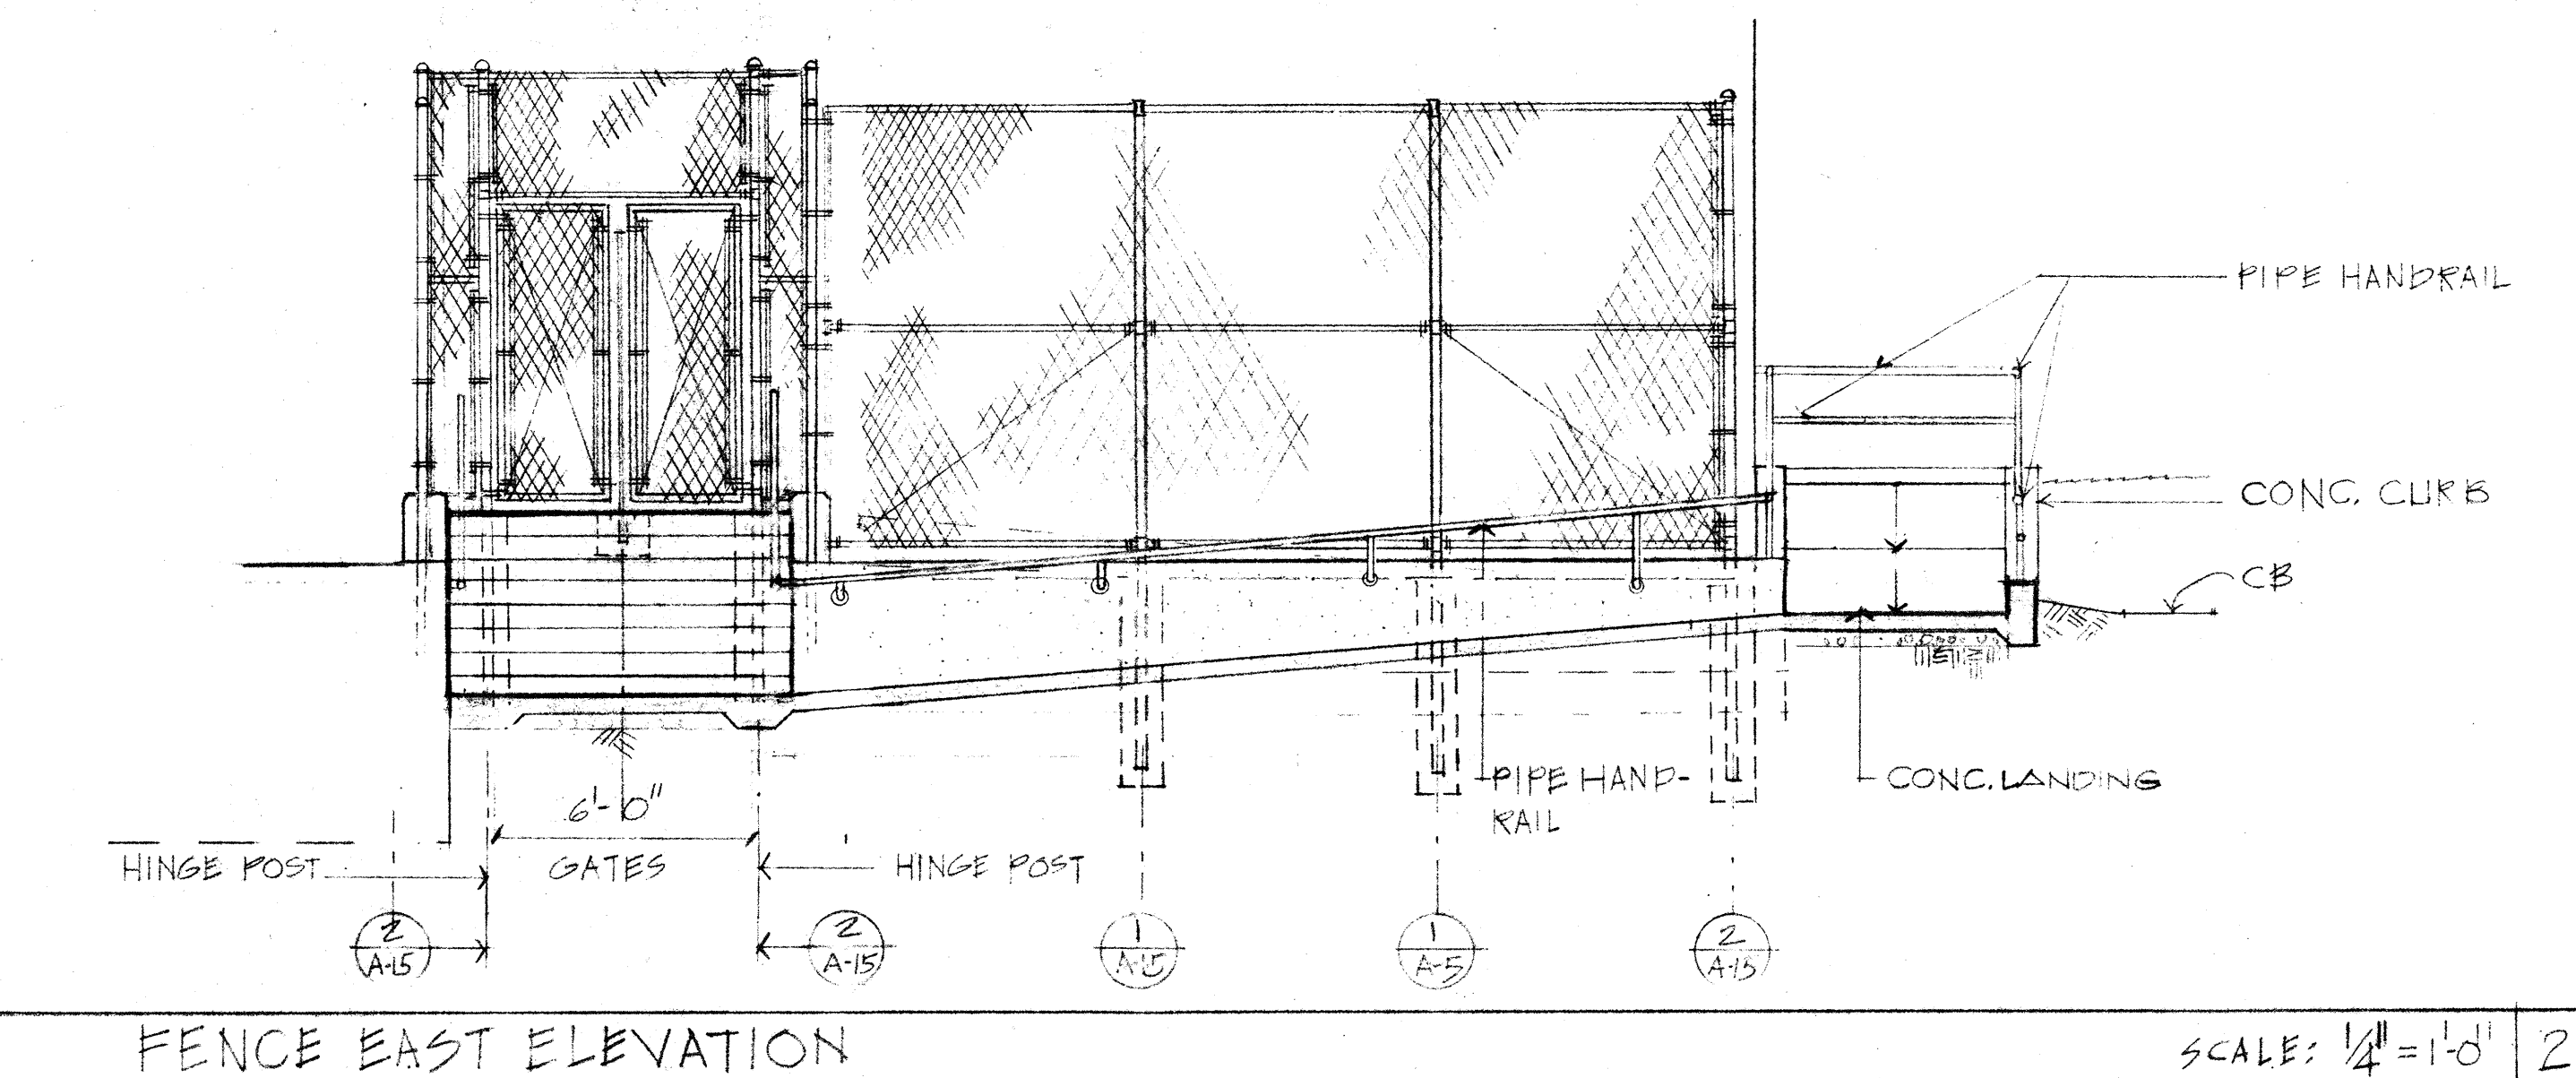 PIPE HANDRAIL
CONC. CURB
CB
PIPE HAND-
RAIL
CONC. LANDING
6'-0"
HINGE POST
GATES
HINGE POST
2
A-15
2
A-15
1
A-15
1
A-5
2
A-15
FENCE EAST ELEVATION
SCALE: 1/4" = 1'-0"
2